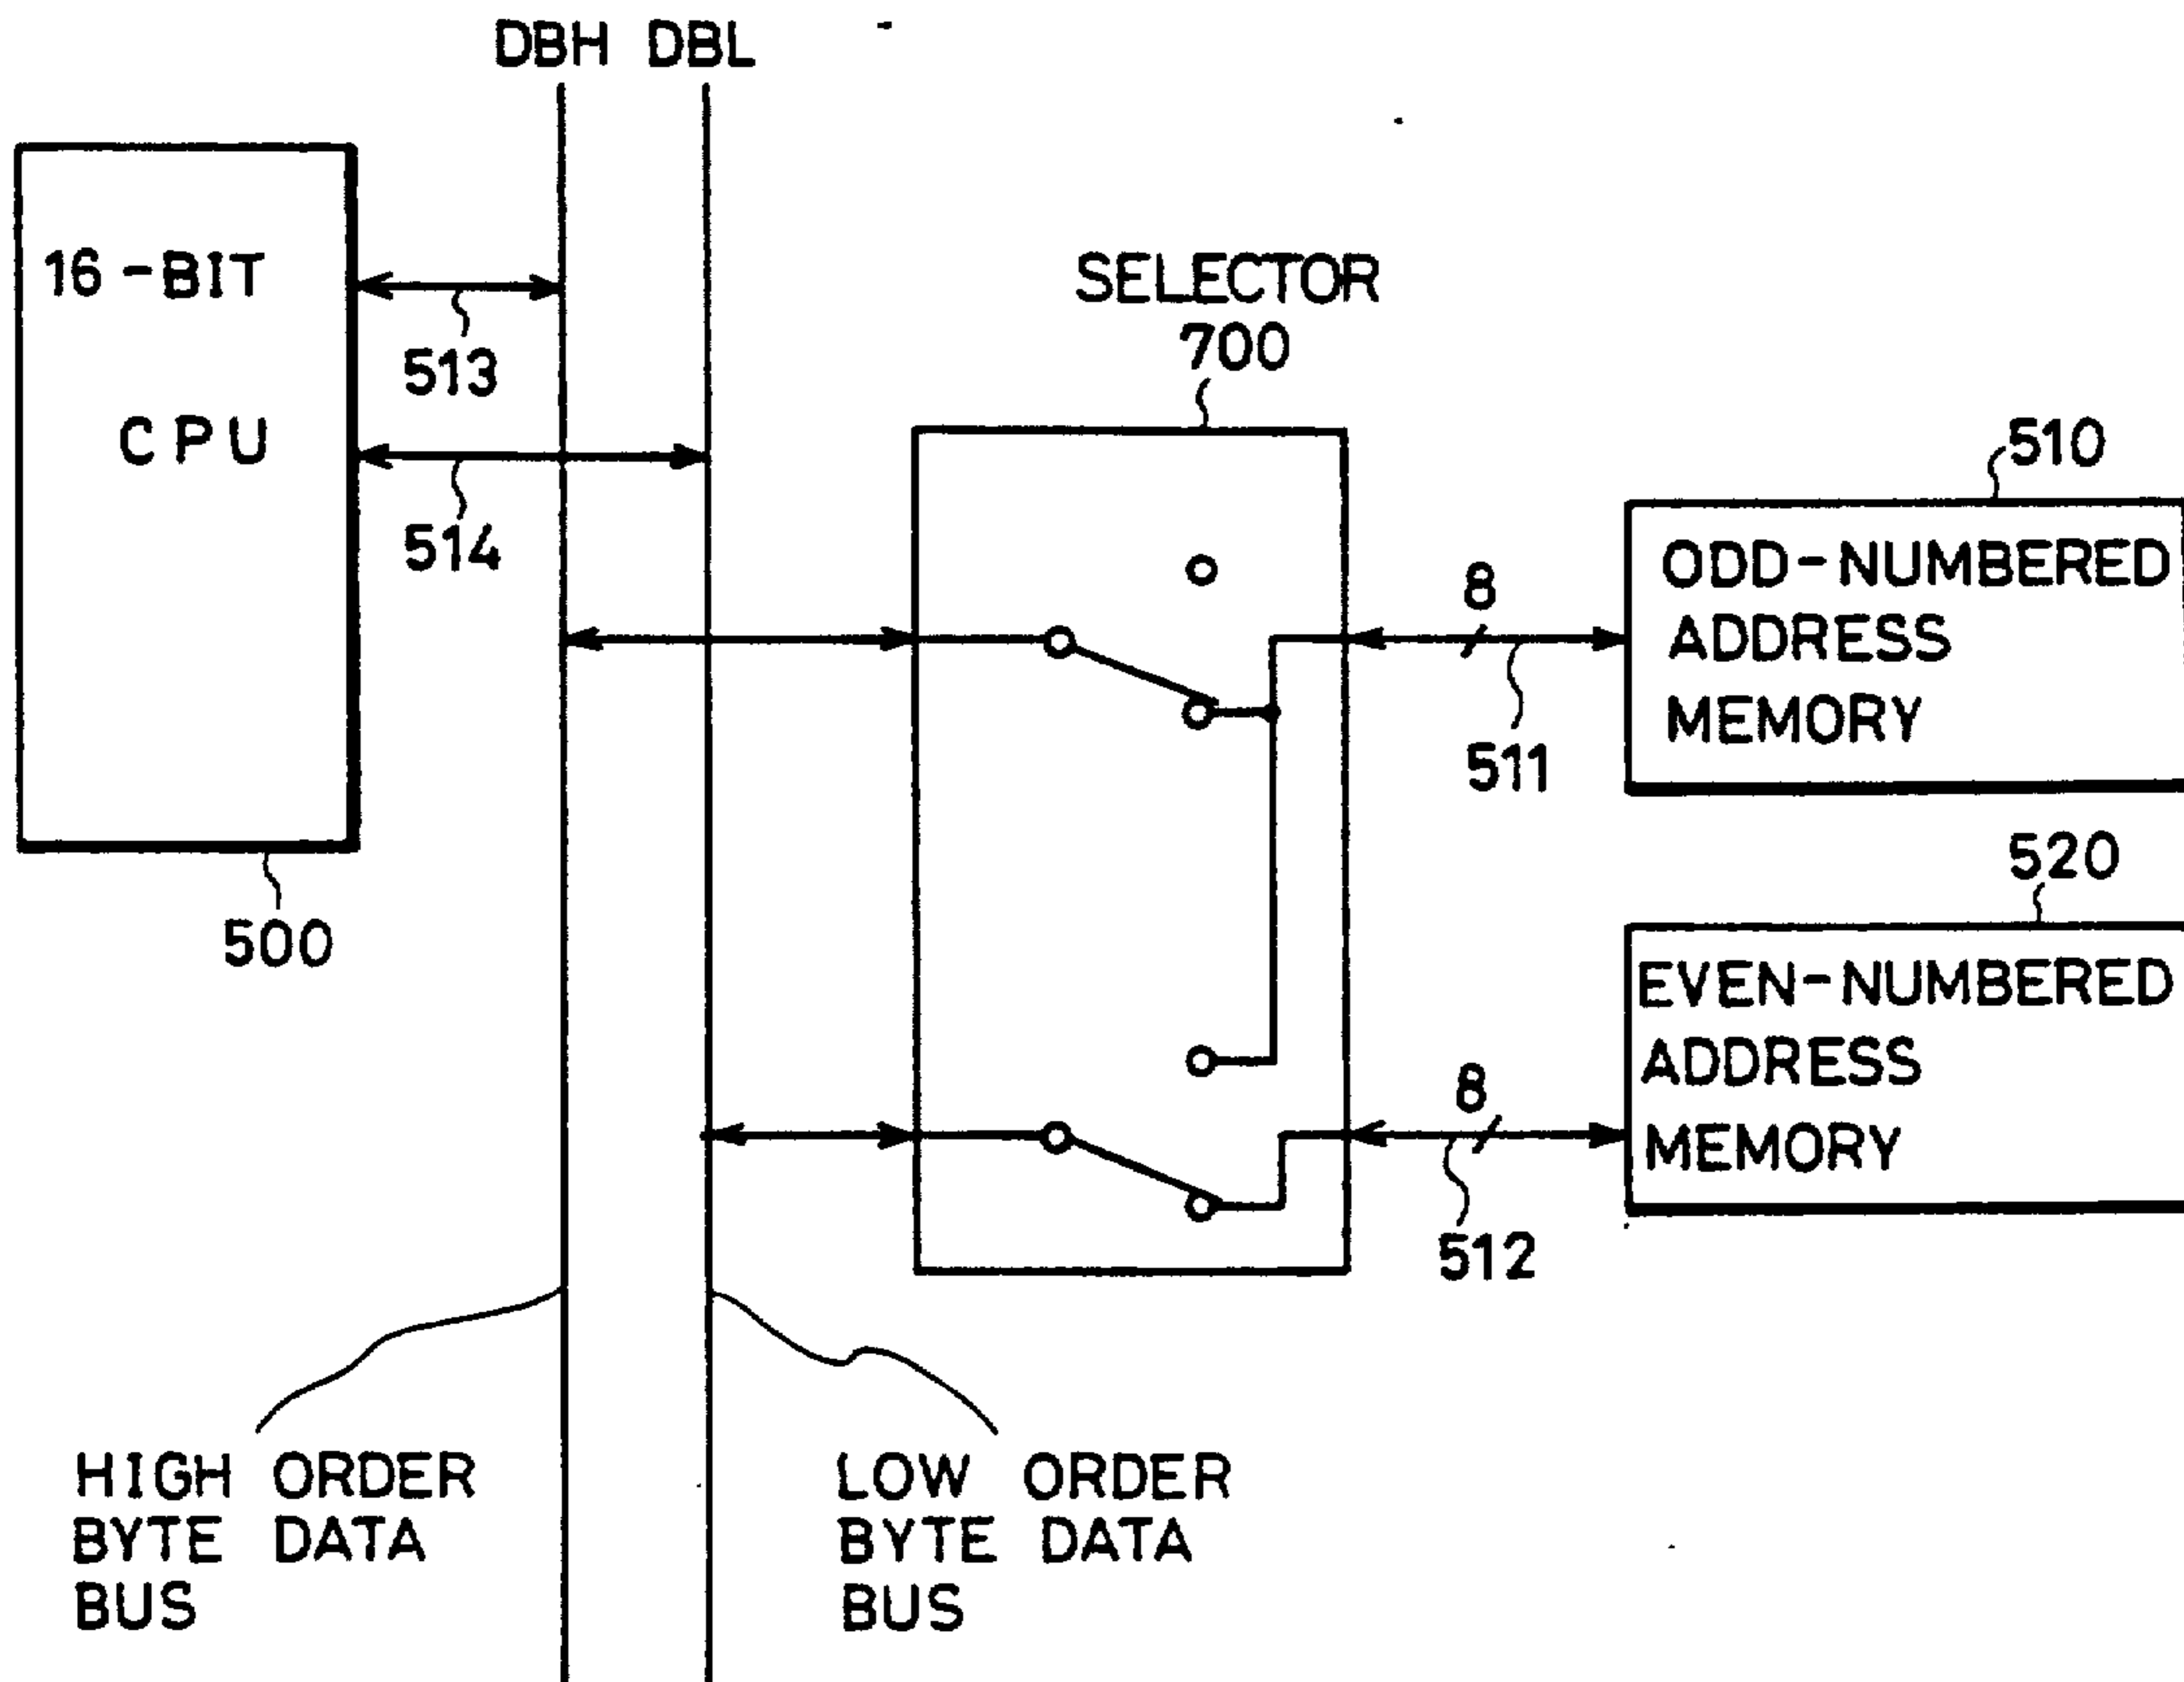 DBH DBL
16-BIT
CPU
513
514
500
SELECTOR
700
8
511
510
ODD-NUMBERED
ADDRESS
MEMORY
520
EVEN-NUMBERED
ADDRESS
MEMORY
8
512
HIGH ORDER
BYTE DATA
BUS
LOW ORDER
BYTE DATA
BUS